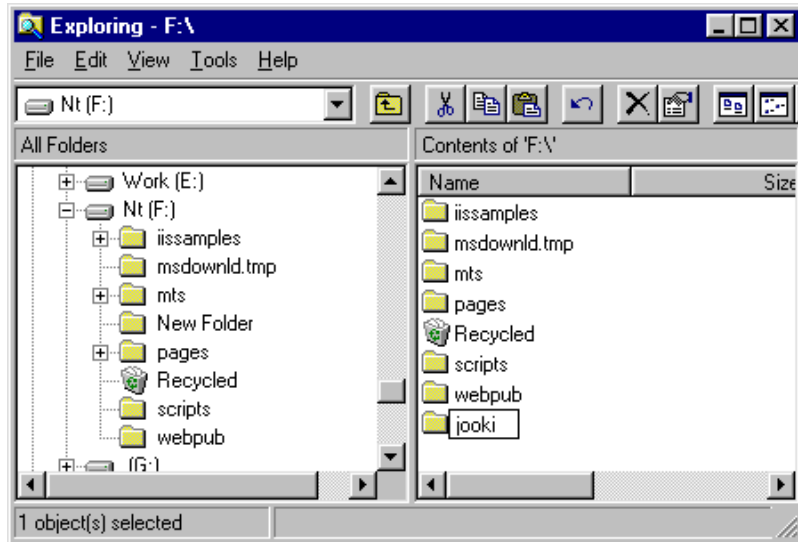 Exploring - F:\
File Edit View Tools Help
Nt (F:)
All Folders
Contents of 'F:\'
Work (E:)
Nt (F:)
iissamples
msdownld.tmp
mts
New Folder
pages
Recycled
scripts
webpub
(G:)
Name Size
iissamples
msdownld.tmp
mts
pages
Recycled
scripts
webpub
jooki
1 object(s) selected